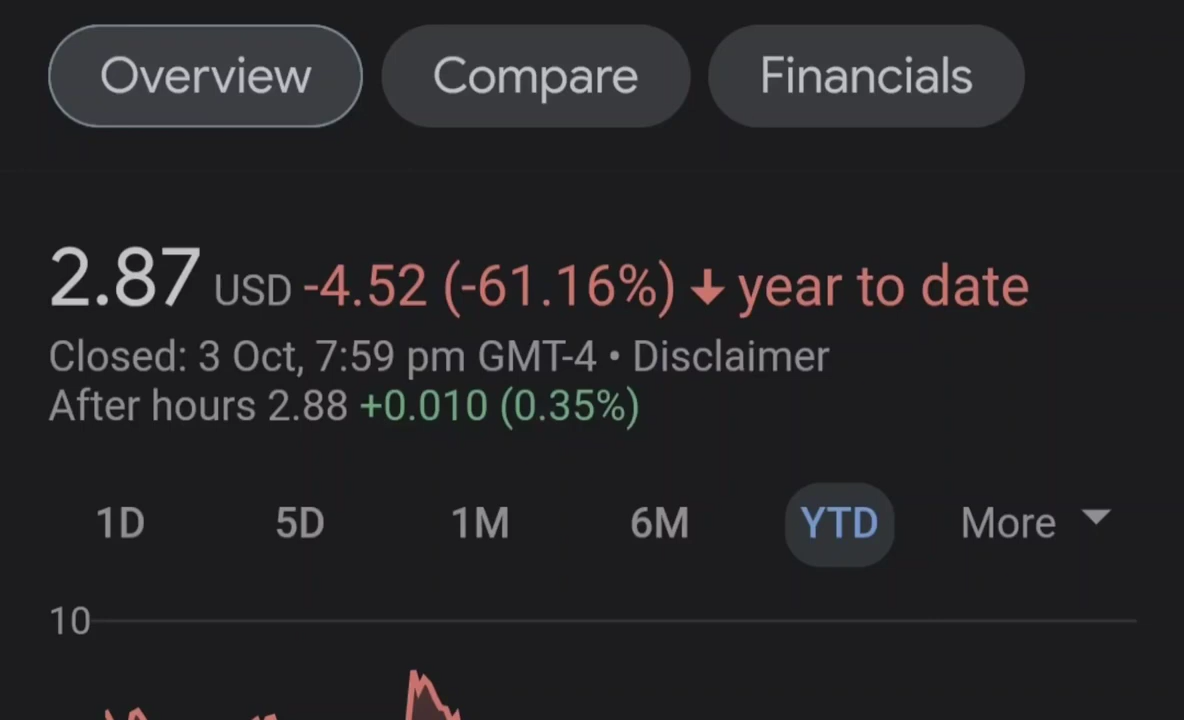 Overview Compare Financials
2.87 USD -4.52 (-61.16%) ↓ year to date
Closed: 3 Oct, 7:59 pm GMT-4 • Disclaimer
After hours 2.88 +0.010 (0.35%)
1D 5D 1M 6M YTD More
10